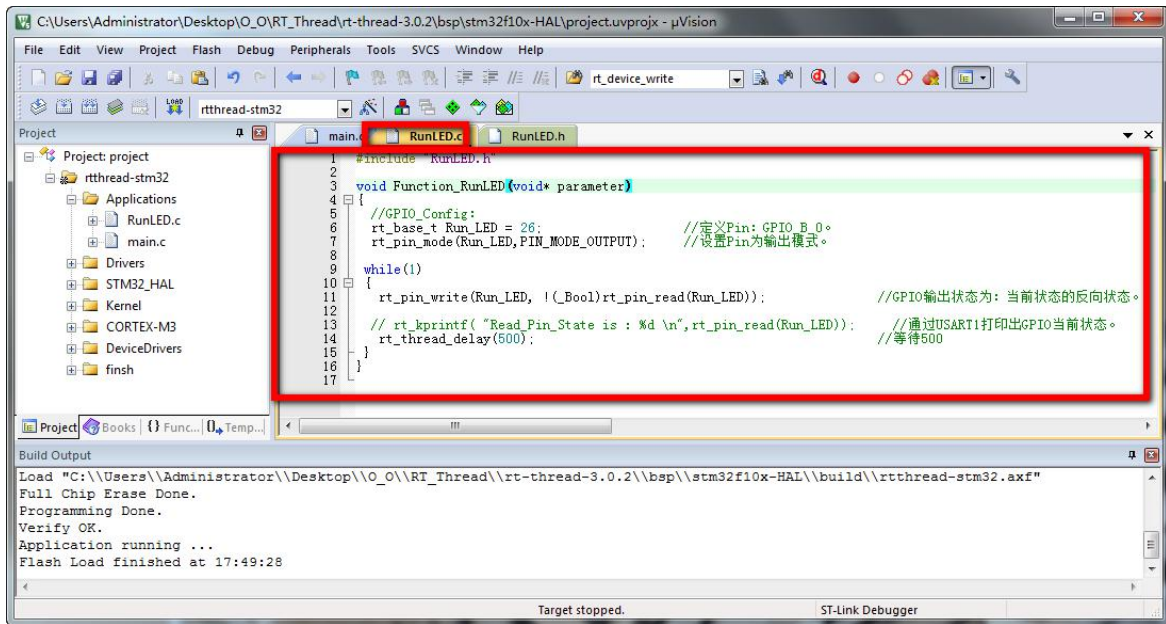 C:\Users\Administrator\Desktop\O_O\RT_Thread\rt-thread-3.0.2\bsp\stm32f10x-HAL\project.uvprojx - µVision
File Edit View Project Flash Debug Peripherals Tools SVCS Window Help
rt_device_write
LOAD rtthread-stm32
Project
main.c RunLED.c RunLED.h
Project: project
rtthread-stm32
Applications
RunLED.c
main.c
Drivers
STM32_HAL
Kernel
CORTEX-M3
DeviceDrivers
finsh
1 #include "RunLED.h"
2
3 void Function_RunLED(void* parameter)
4 {
5 //GPIO_Config:
6 rt_base_t Run_LED = 26; //定义Pin: GPIO_B_0。
7 rt_pin_mode(Run_LED,PIN_MODE_OUTPUT); //设置Pin为输出模式。
8
9 while(1)
10 {
11 rt_pin_write(Run_LED, !(_Bool)rt_pin_read(Run_LED)); //GPIO输出状态为: 当前状态的反向状态。
12
13 // rt_kprintf( "Read_Pin_State is : %d \n",rt_pin_read(Run_LED)); //通过USART1打印出GPIO当前状态。
14 rt_thread_delay(500); //等待500
15 }
16 }
17
Project Books {} Func... Temp...
Build Output
Load "C:\\Users\\Administrator\\Desktop\\O_O\\RT_Thread\\rt-thread-3.0.2\\bsp\\stm32f10x-HAL\\build\\rtthread-stm32.axf"
Full Chip Erase Done.
Programming Done.
Verify OK.
Application running ...
Flash Load finished at 17:49:28
Target stopped. ST-Link Debugger